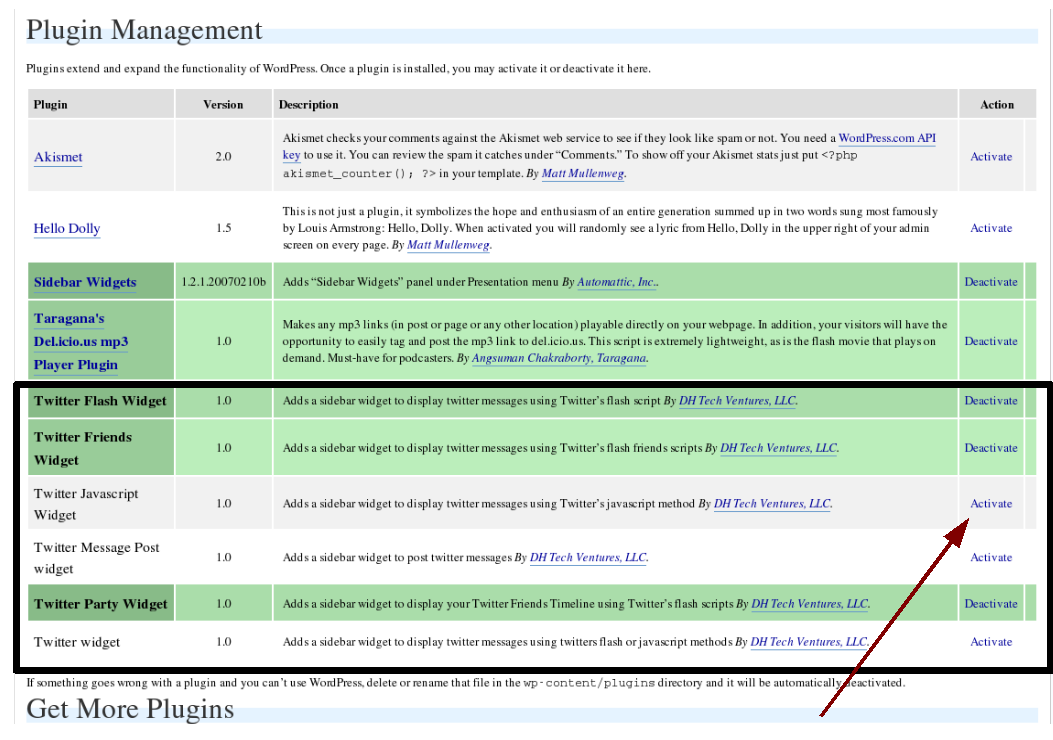 Plugin Management
Plugins extend and expand the functionality of WordPress. Once a plugin is installed, you may activate it or deactivate it here.
Plugin Version Description Action
Akismet 2.0 Akismet checks your comments against the Akismet web service to see if they look like spam or not. You need a WordPress.com API
key to use it. You can review the spam it catches under “Comments.” To show off your Akismet stats just put <?php
akismet_counter(); ?> in your template. By Matt Mullenweg. Activate
Hello Dolly 1.5 This is not just a plugin, it symbolizes the hope and enthusiasm of an entire generation summed up in two words sung most famously
by Louis Armstrong: Hello, Dolly. When activated you will randomly see a lyric from Hello, Dolly in the upper right of your admin
screen on every page. By Matt Mullenweg. Activate
Sidebar Widgets 1.2.1.20070210b Adds “Sidebar Widgets” panel under Presentation menu By Automattic, Inc.. Deactivate
Taragana's
Del.icio.us mp3
Player Plugin 1.0 Makes any mp3 links (in post or page or any other location) playable directly on your webpage. In addition, your visitors will have the
opportunity to easily tag and post the mp3 link to del.icio.us. This script is extremely lightweight, as is the flash movie that plays on
demand. Must-have for podcasters. By Angsuman Chakraborty, Taragana. Deactivate
Twitter Flash Widget 1.0 Adds a sidebar widget to display twitter messages using Twitter’s flash script By DH Tech Ventures, LLC. Deactivate
Twitter Friends
Widget 1.0 Adds a sidebar widget to display twitter messages using Twitter’s flash friends scripts By DH Tech Ventures, LLC. Deactivate
Twitter Javascript
Widget 1.0 Adds a sidebar widget to display twitter messages using Twitter’s javascript method By DH Tech Ventures, LLC. Activate
Twitter Message Post
widget 1.0 Adds a sidebar widget to post twitter messages By DH Tech Ventures, LLC. Activate
Twitter Party Widget 1.0 Adds a sidebar widget to display your Twitter Friends Timeline using Twitter’s flash scripts By DH Tech Ventures, LLC. Deactivate
Twitter widget 1.0 Adds a sidebar widget to display twitter messages using twitters flash or javascript methods By DH Tech Ventures, LLC. Activate
If something goes wrong with a plugin and you can’t use WordPress, delete or rename that file in the wp-content/plugins directory and it will be automatically deactivated.
Get More Plugins